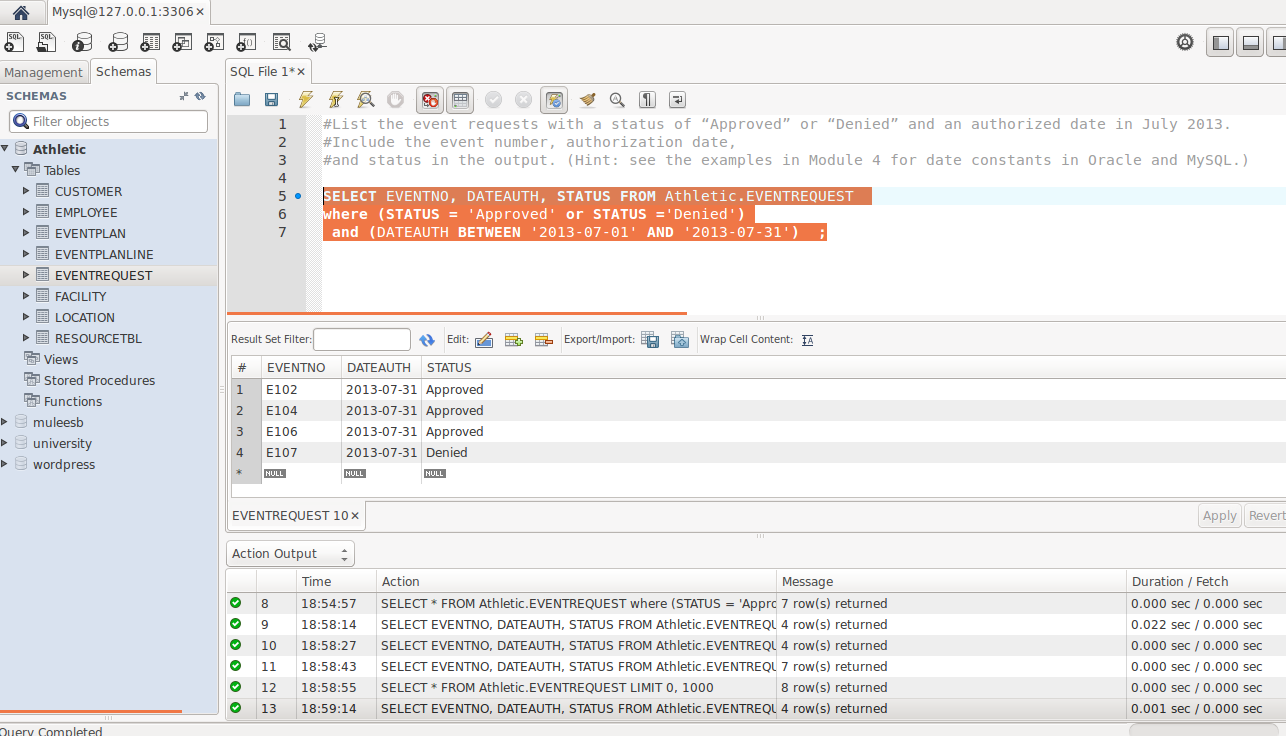 Mysql@127.0.0.1:3306
Management
Schemas
SQL File 1*
SCHEMAS
Filter objects
Athletic
Tables
CUSTOMER
EMPLOYEE
EVENTPLAN
EVENTPLANLINE
EVENTREQUEST
FACILITY
LOCATION
RESOURCETBL
Views
Stored Procedures
Functions
muleesb
university
wordpress
1 #List the event requests with a status of “Approved” or “Denied” and an authorized date in July 2013.
2 #Include the event number, authorization date,
3 #and status in the output. (Hint: see the examples in Module 4 for date constants in Oracle and MySQL.)
4
5 SELECT EVENTNO, DATEAUTH, STATUS FROM Athletic.EVENTREQUEST
6 where (STATUS = 'Approved' or STATUS ='Denied')
7 and (DATEAUTH BETWEEN '2013-07-01' AND '2013-07-31')  ;
Result Set Filter: Edit: Export/Import: Wrap Cell Content:
# EVENTNO DATEAUTH STATUS
1 E102 2013-07-31 Approved
2 E104 2013-07-31 Approved
3 E106 2013-07-31 Approved
4 E107 2013-07-31 Denied
* NULL NULL NULL
EVENTREQUEST 10 Apply Revert
Action Output
Time Action Message Duration / Fetch
8 18:54:57 SELECT * FROM Athletic.EVENTREQUEST where (STATUS = 'Appro 7 row(s) returned 0.000 sec / 0.000 sec
9 18:58:14 SELECT EVENTNO, DATEAUTH, STATUS FROM Athletic.EVENTREQU 4 row(s) returned 0.022 sec / 0.000 sec
10 18:58:27 SELECT EVENTNO, DATEAUTH, STATUS FROM Athletic.EVENTREQU 4 row(s) returned 0.000 sec / 0.000 sec
11 18:58:43 SELECT EVENTNO, DATEAUTH, STATUS FROM Athletic.EVENTREQU 7 row(s) returned 0.000 sec / 0.000 sec
12 18:58:55 SELECT * FROM Athletic.EVENTREQUEST LIMIT 0, 1000 8 row(s) returned 0.000 sec / 0.000 sec
13 18:59:14 SELECT EVENTNO, DATEAUTH, STATUS FROM Athletic.EVENTREQU 4 row(s) returned 0.001 sec / 0.000 sec
Query Completed